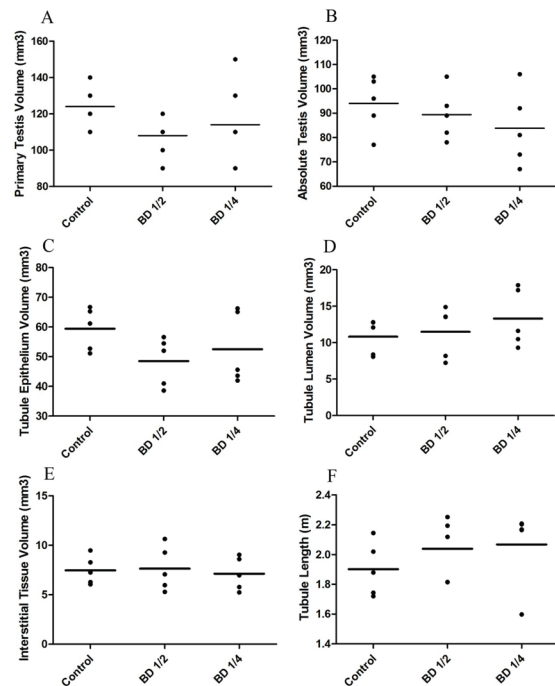 A
Primary Testis Volume (mm3)
160
140
120
100
80
Control
BD 1/2
BD 1/4
B
Absolute Testis Volume (mm3)
120
110
100
90
80
70
60
Control
BD 1/2
BD 1/4
C
Tubule Epithelium Volume (mm3)
80
70
60
50
40
30
Control
BD 1/2
BD 1/4
D
Tubule Lumen Volume (mm3)
20
15
10
5
0
Control
BD 1/2
BD 1/4
E
Interstitial Tissue Volume (mm3)
15
10
5
0
Control
BD 1/2
BD 1/4
F
Tubule Length (m)
2.4
2.2
2.0
1.8
1.6
1.4
Control
BD 1/2
BD 1/4